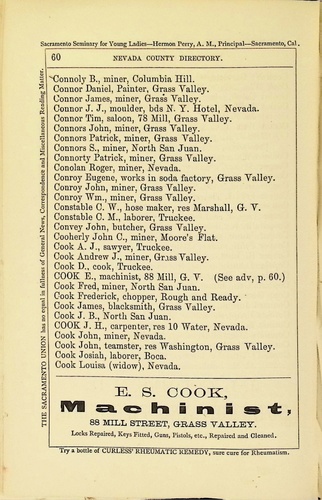 Sacramento Seminary for Young Ladies—Hermon Perry, A. M., Principal—Sacramento, Cal.
60 NEVADA COUNTY DIRECTORY.
Connoly B., miner, Columbia Hill.
Connor Daniel, Painter, Grass Valley.
Connor James, miner, Grass Valley.
Connor J. J., moulder, bds N. Y. Hotel, Nevada.
Connor Tim, saloon, 78 Mill, Grass Valley.
Connors John, miner, Grass Valley.
Connors Patrick, miner, Grass Valley.
Connors S., miner, North San Juan.
Connorty Patrick, miner, Grass Valley.
Conolan Roger, miner, Nevada.
Conroy Eugene, works in soda factory, Grass Valley.
Conroy John, miner, Grass Valley.
Conroy Wm., miner, Grass Valley.
Constable C. W., hose maker, res Marshall, G. V.
Constable C. M., laborer, Truckee.
Convey John, butcher, Grass Valley.
Cooherly John C., miner, Moore's Flat.
Cook A. J., sawyer, Truckee.
Cook Andrew J., miner, Grass Valley.
Cook D., cook, Truckee.
COOK E., machinist, 88 Mill, G. V. (See adv, p. 60.)
Cook Fred, miner, North San Juan.
Cook Frederick, chopper, Rough and Ready.
Cook James, blacksmith, Grass Valley.
Cook J. B., North San Juan.
COOK J. H., carpenter, res 10 Water, Nevada.
Cook John, miner, Nevada.
Cook John, teamster, res Washington, Grass Valley.
Cook Josiah, laborer, Boca.
Cook Louisa (widow), Nevada.
E. S. COOK,
Machinist,
88 MILL STREET, GRASS VALLEY.
Locks Repaired, Keys Fitted, Guns, Pistols, etc., Repaired and Cleaned.
Try a bottle of CURLESS' RHEUMATIC REMEDY, sure cure for Rheumatism.
THE SACRAMENTO UNION has no equal in fullness of General News, Correspondence and Miscellaneous Reading Matter.